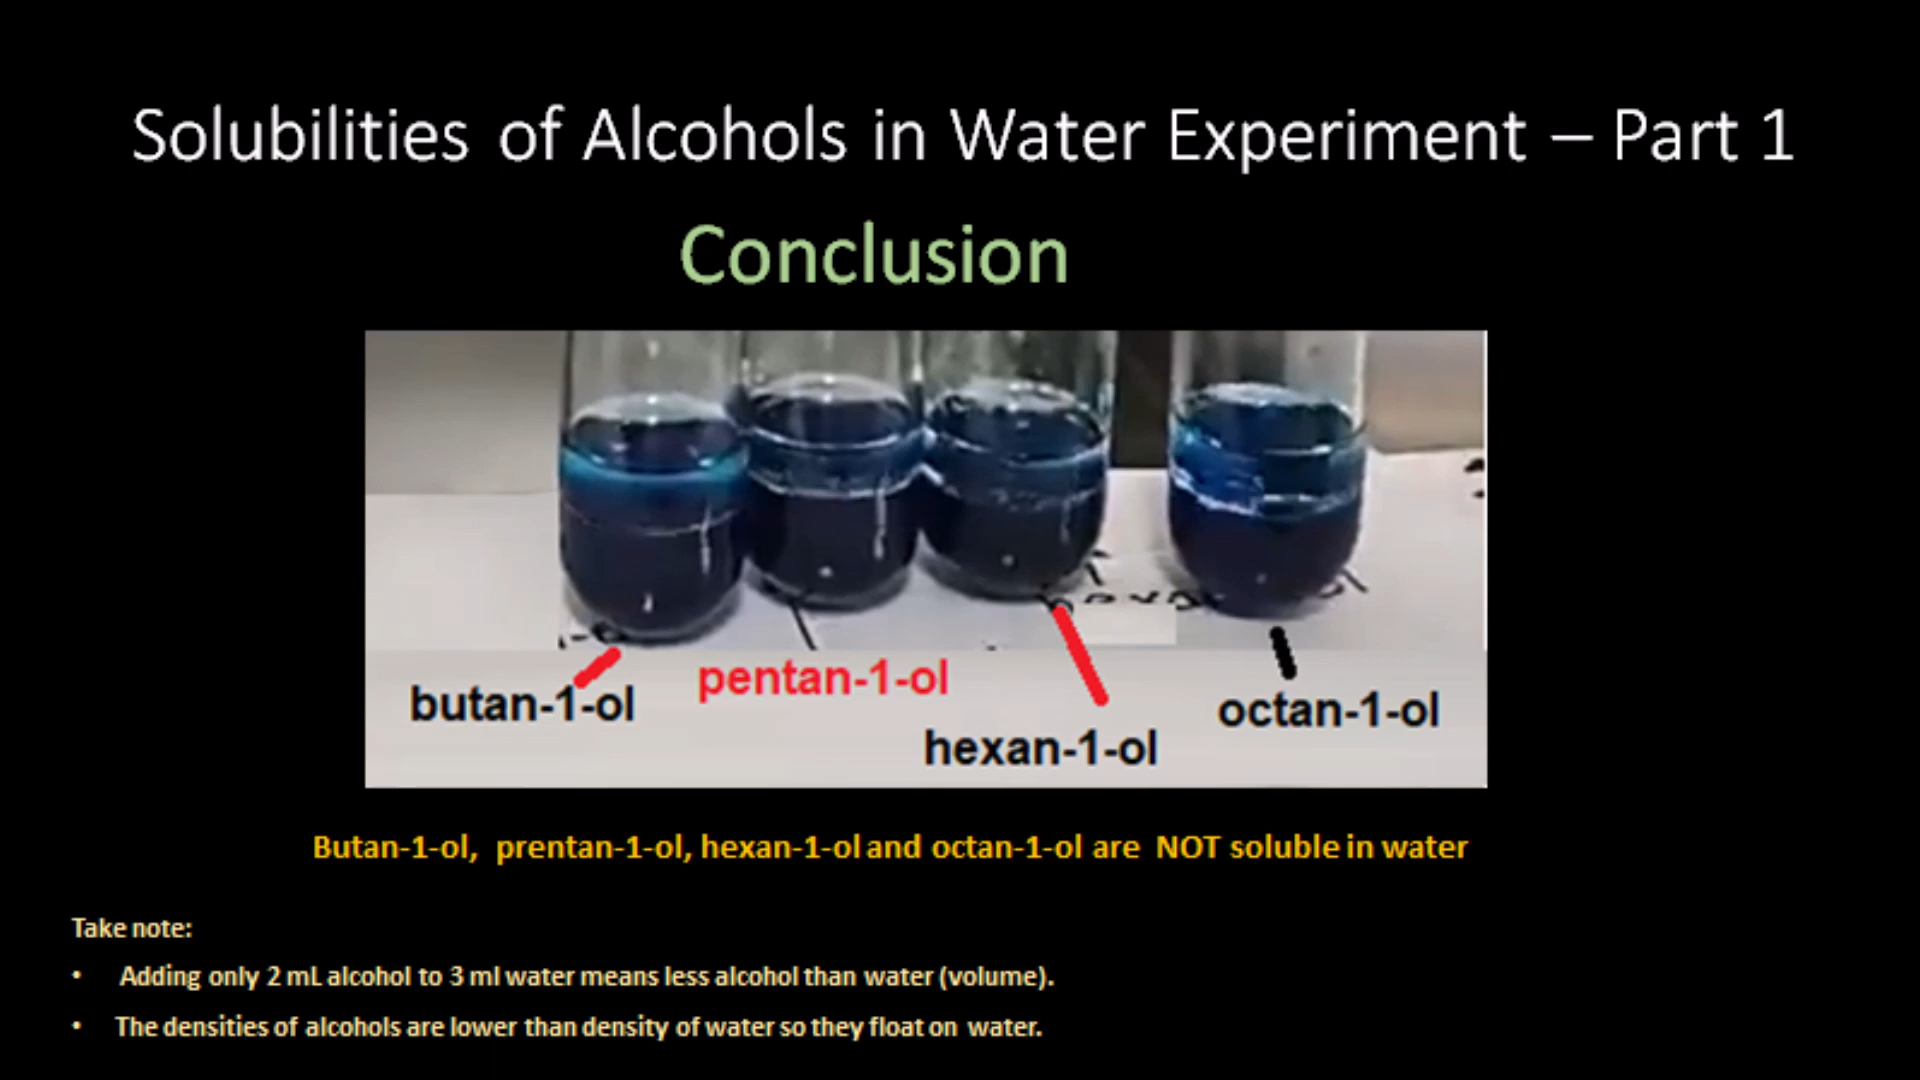 Solubilities of Alcohols in Water Experiment – Part 1
Conclusion
butan-1-ol
pentan-1-ol
hexan-1-ol
octan-1-ol
Butan-1-ol, prentan-1-ol, hexan-1-ol and octan-1-ol are NOT soluble in water
Take note:
• Adding only 2 mL alcohol to 3 ml water means less alcohol than water (volume).
• The densities of alcohols are lower than density of water so they float on water.